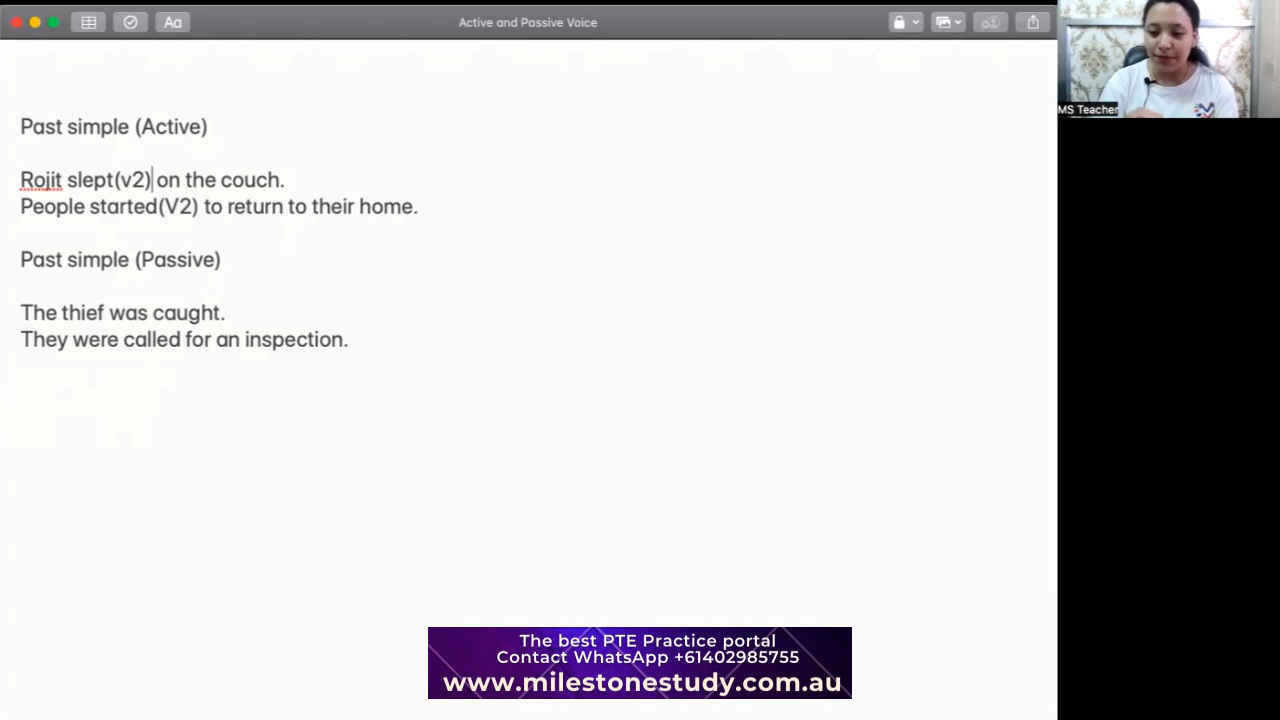 Aa
Active and Passive Voice
MS Teacher
Past simple (Active)
Rojit slept(v2) on the couch.
People started(V2) to return to their home.
Past simple (Passive)
The thief was caught.
They were called for an inspection.
The best PTE Practice portal
Contact WhatsApp +61402985755
www.milestonestudy.com.au